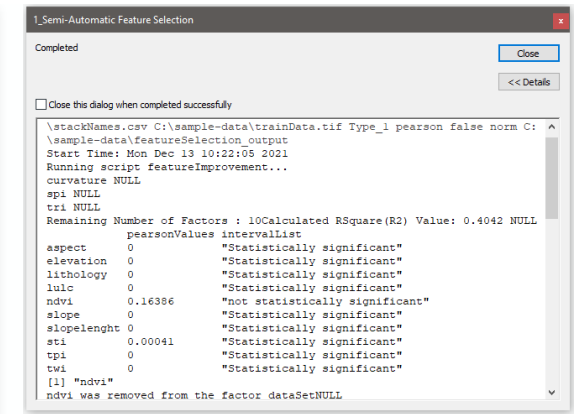 1_Semi-Automatic Feature Selection
x
Completed
Close
<< Details
Close this dialog when completed successfully
\stackNames.csv C:\sample-data\trainData.tif Type_1 pearson false norm C:
\sample-data\featureSelection_output
Start Time: Mon Dec 13 10:22:05 2021
Running script featureImprovement...
curvature NULL
spi NULL
tri NULL
Remaining Number of Factors : 10Calculated RSquare(R2) Value: 0.4042 NULL
pearsonValues intervalList
aspect 0 "Statistically significant"
elevation 0 "Statistically significant"
lithology 0 "Statistically significant"
lulc 0 "Statistically significant"
ndvi 0.16386 "not statistically significant"
slope 0 "Statistically significant"
slopelenght 0 "Statistically significant"
sti 0.00041 "Statistically significant"
tpi 0 "Statistically significant"
twi 0 "Statistically significant"
[1] "ndvi"
ndvi was removed from the factor dataSetNULL